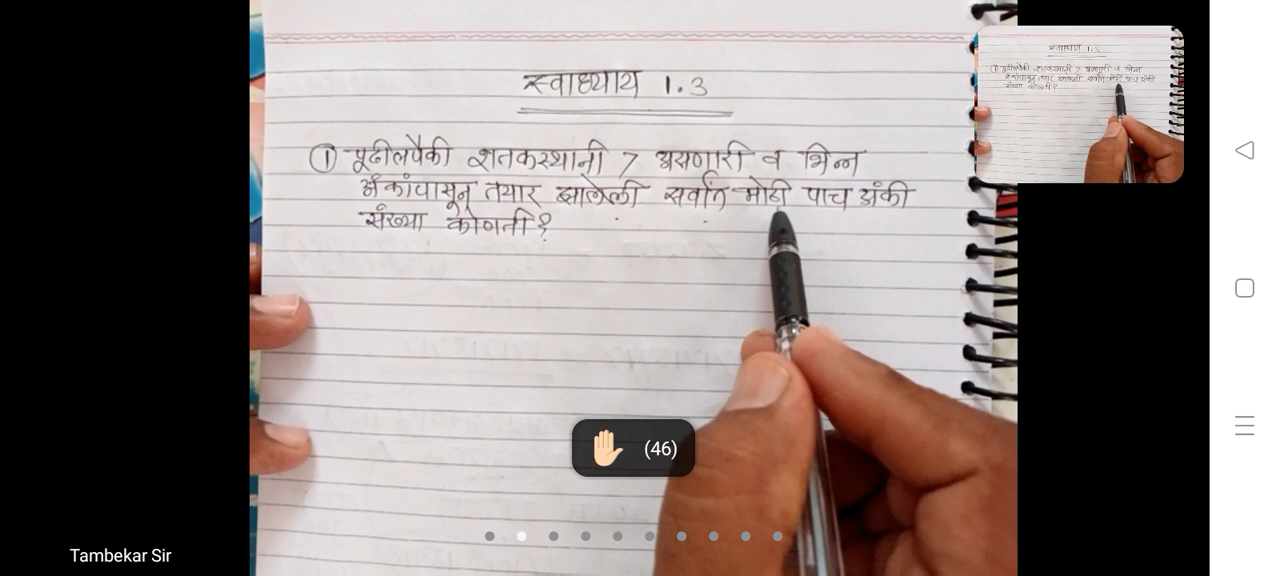 स्वाध्याय 1.3
① पूढीलपैकी शतकस्थानी 7 असणारी व भिन्न
अंकांपासून तयार झालेली सर्वात मोठी पाच अंकी
संख्या कोणती?
(46)
Tambekar Sir